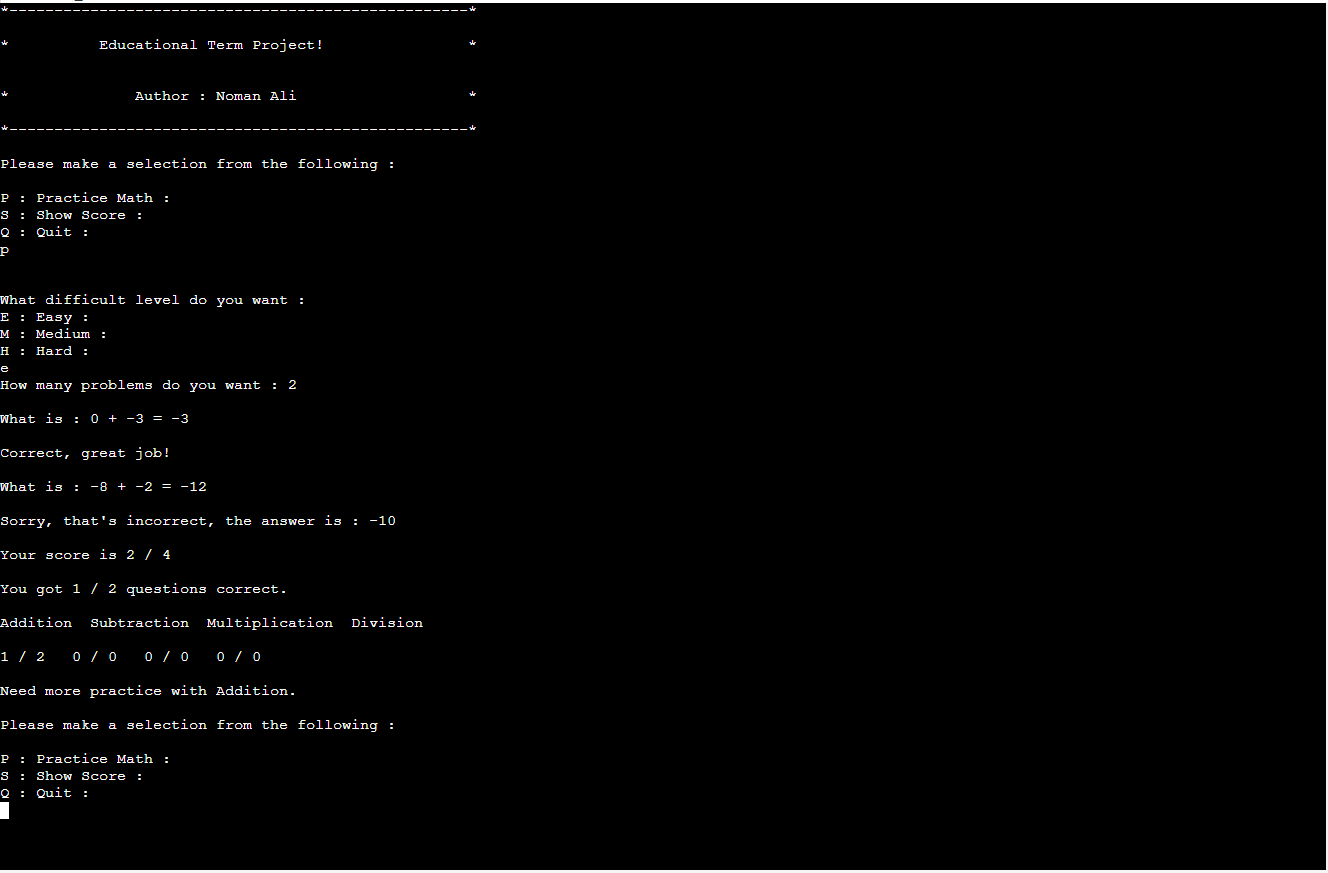 *---------------------------------------------------*
* Educational Term Project! *
* Author : Noman Ali *
*---------------------------------------------------*
Please make a selection from the following :
P : Practice Math :
S : Show Score :
Q : Quit :
p
What difficult level do you want :
E : Easy :
M : Medium :
H : Hard :
e
How many problems do you want : 2
What is : 0 + -3 = -3
Correct, great job!
What is : -8 + -2 = -12
Sorry, that's incorrect, the answer is : -10
Your score is 2 / 4
You got 1 / 2 questions correct.
Addition  Subtraction  Multiplication  Division
1 / 2   0 / 0   0 / 0   0 / 0
Need more practice with Addition.
Please make a selection from the following :
P : Practice Math :
S : Show Score :
Q : Quit :